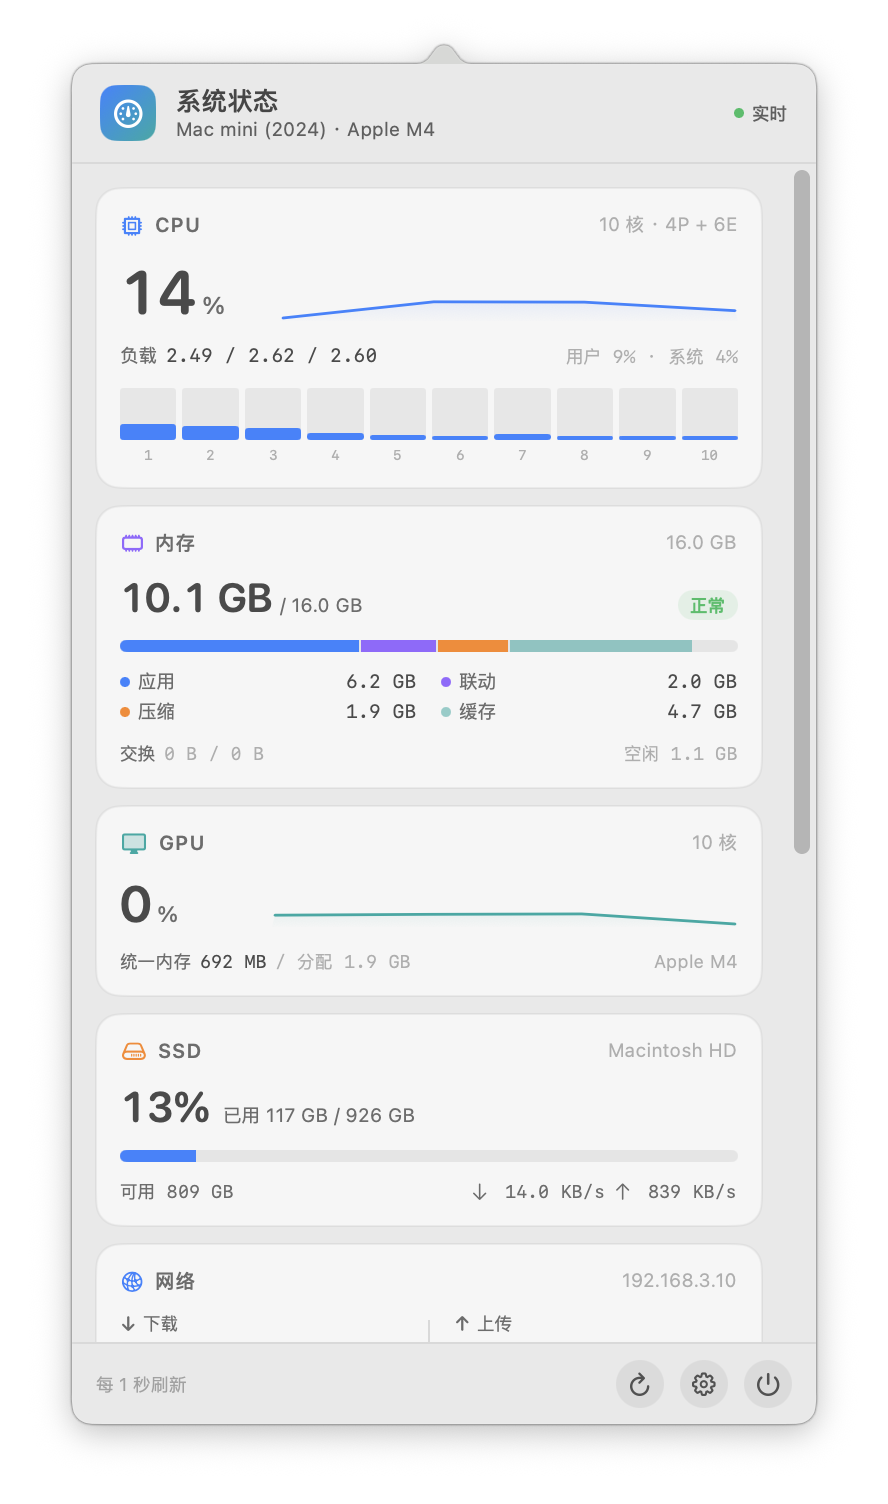 系统状态
Mac mini (2024) · Apple M4
实时
CPU
10 核 · 4P + 6E
14 %
负载 2.49 / 2.62 / 2.60
用户 9% · 系统 4%
1 2 3 4 5 6 7 8 9 10
内存
16.0 GB
10.1 GB / 16.0 GB
正常
应用 6.2 GB
联动 2.0 GB
压缩 1.9 GB
缓存 4.7 GB
交换 0 B / 0 B
空闲 1.1 GB
GPU
10 核
0 %
统一内存 692 MB / 分配 1.9 GB
Apple M4
SSD
Macintosh HD
13% 已用 117 GB / 926 GB
可用 809 GB
↓ 14.0 KB/s ↑ 839 KB/s
网络
192.168.3.10
↓ 下载
↑ 上传
每 1 秒刷新